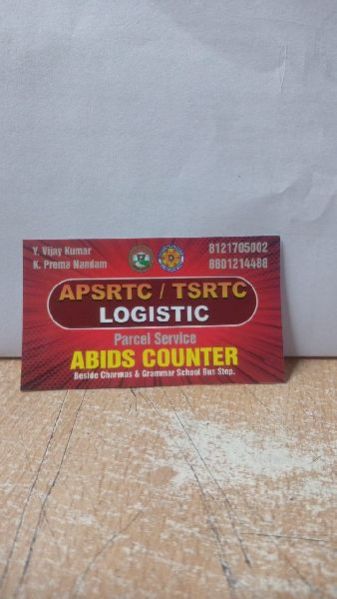 Y. Vijay Kumar
K. Prema Nandam
8121705002
8801214488
APSRTC / TSRTC
LOGISTIC
Parcel Service
ABIDS COUNTER
Beside Charmas & Grammar School Bus Stop.